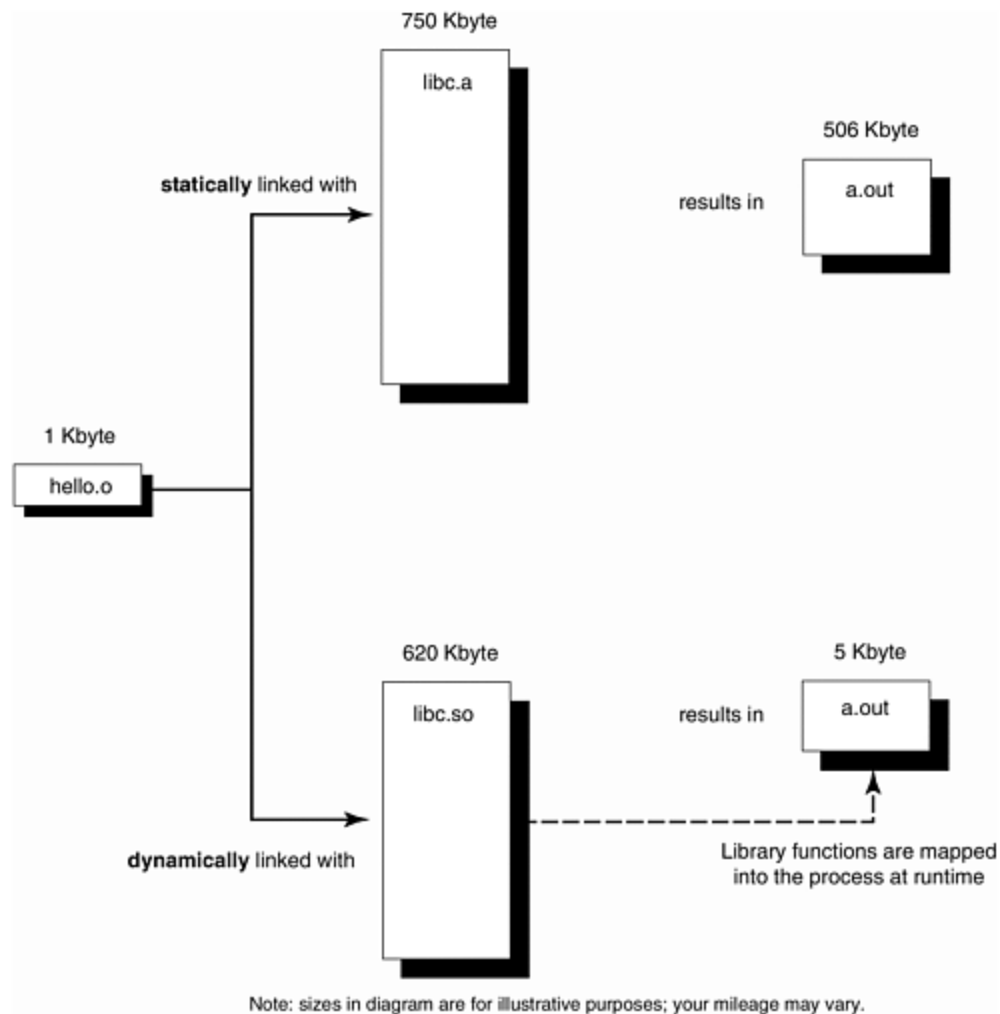 750 Kbyte
libc.a
506 Kbyte
a.out
statically linked with
results in
1 Kbyte
hello.o
620 Kbyte
libc.so
5 Kbyte
a.out
results in
dynamically linked with
Library functions are mapped
into the process at runtime
Note: sizes in diagram are for illustrative purposes; your mileage may vary.